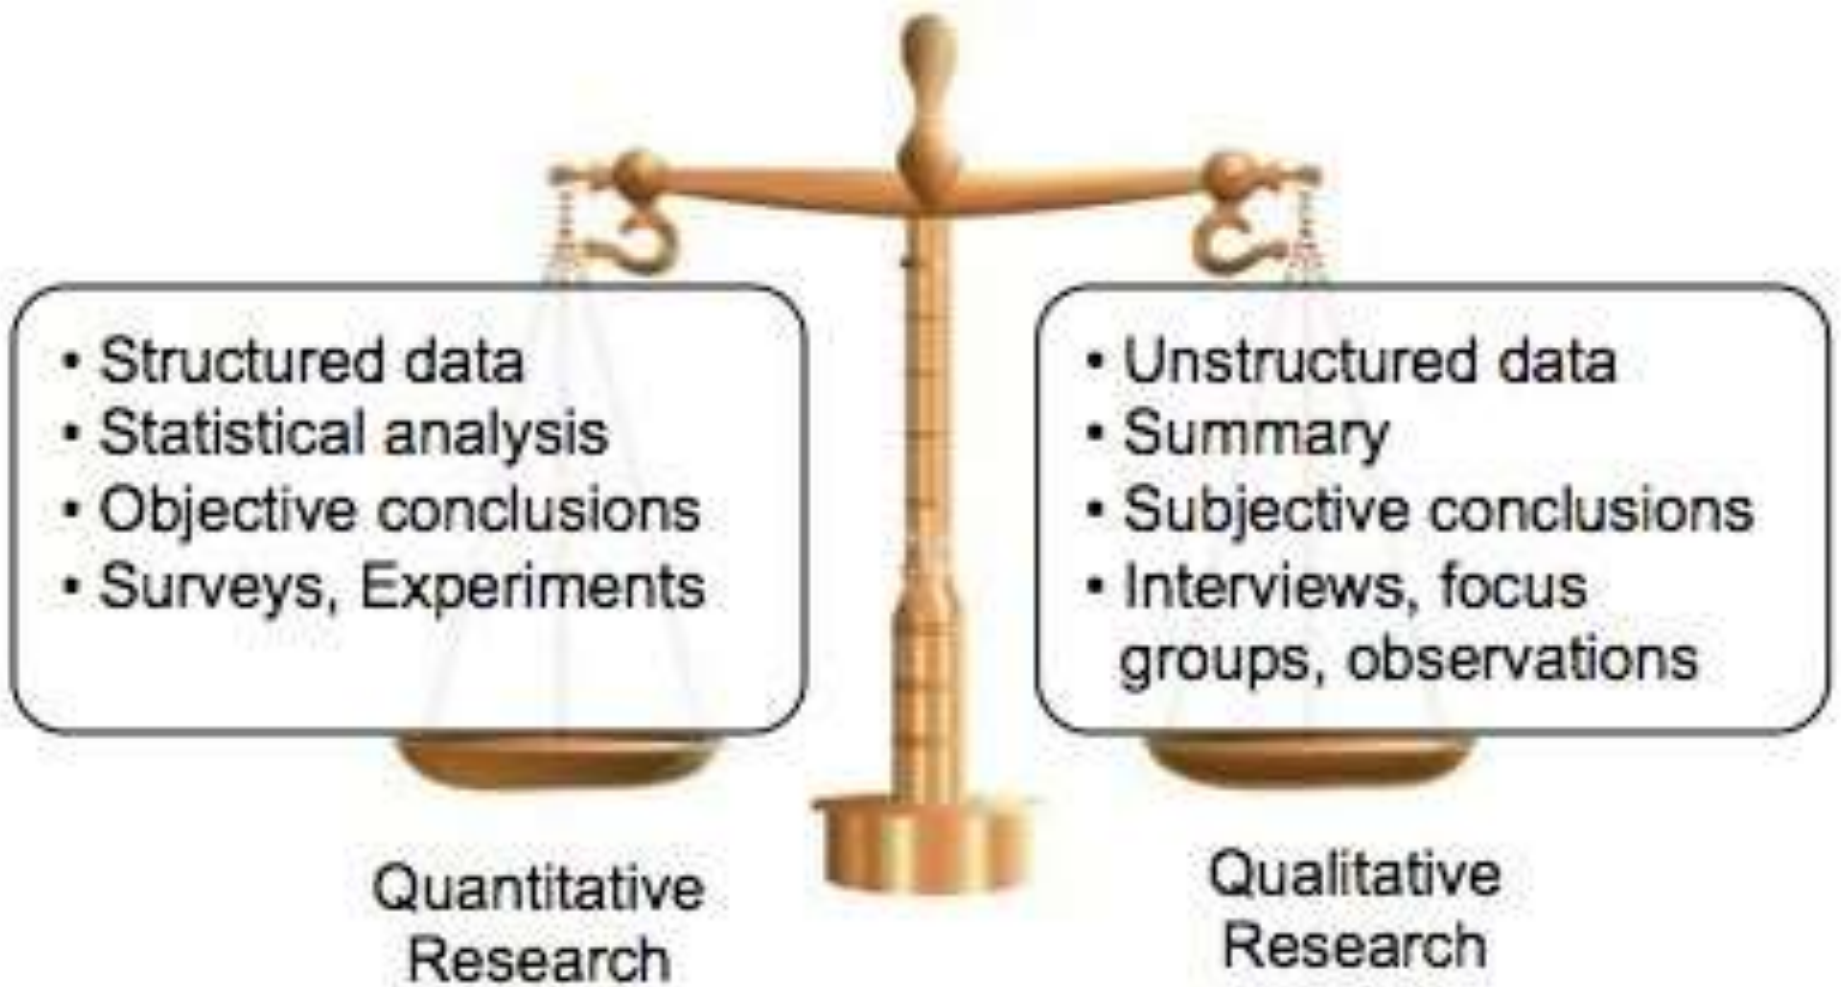 • Structured data
• Statistical analysis
• Objective conclusions
• Surveys, Experiments
Quantitative
Research
• Unstructured data
• Summary
• Subjective conclusions
• Interviews, focus
groups, observations
Qualitative
Research